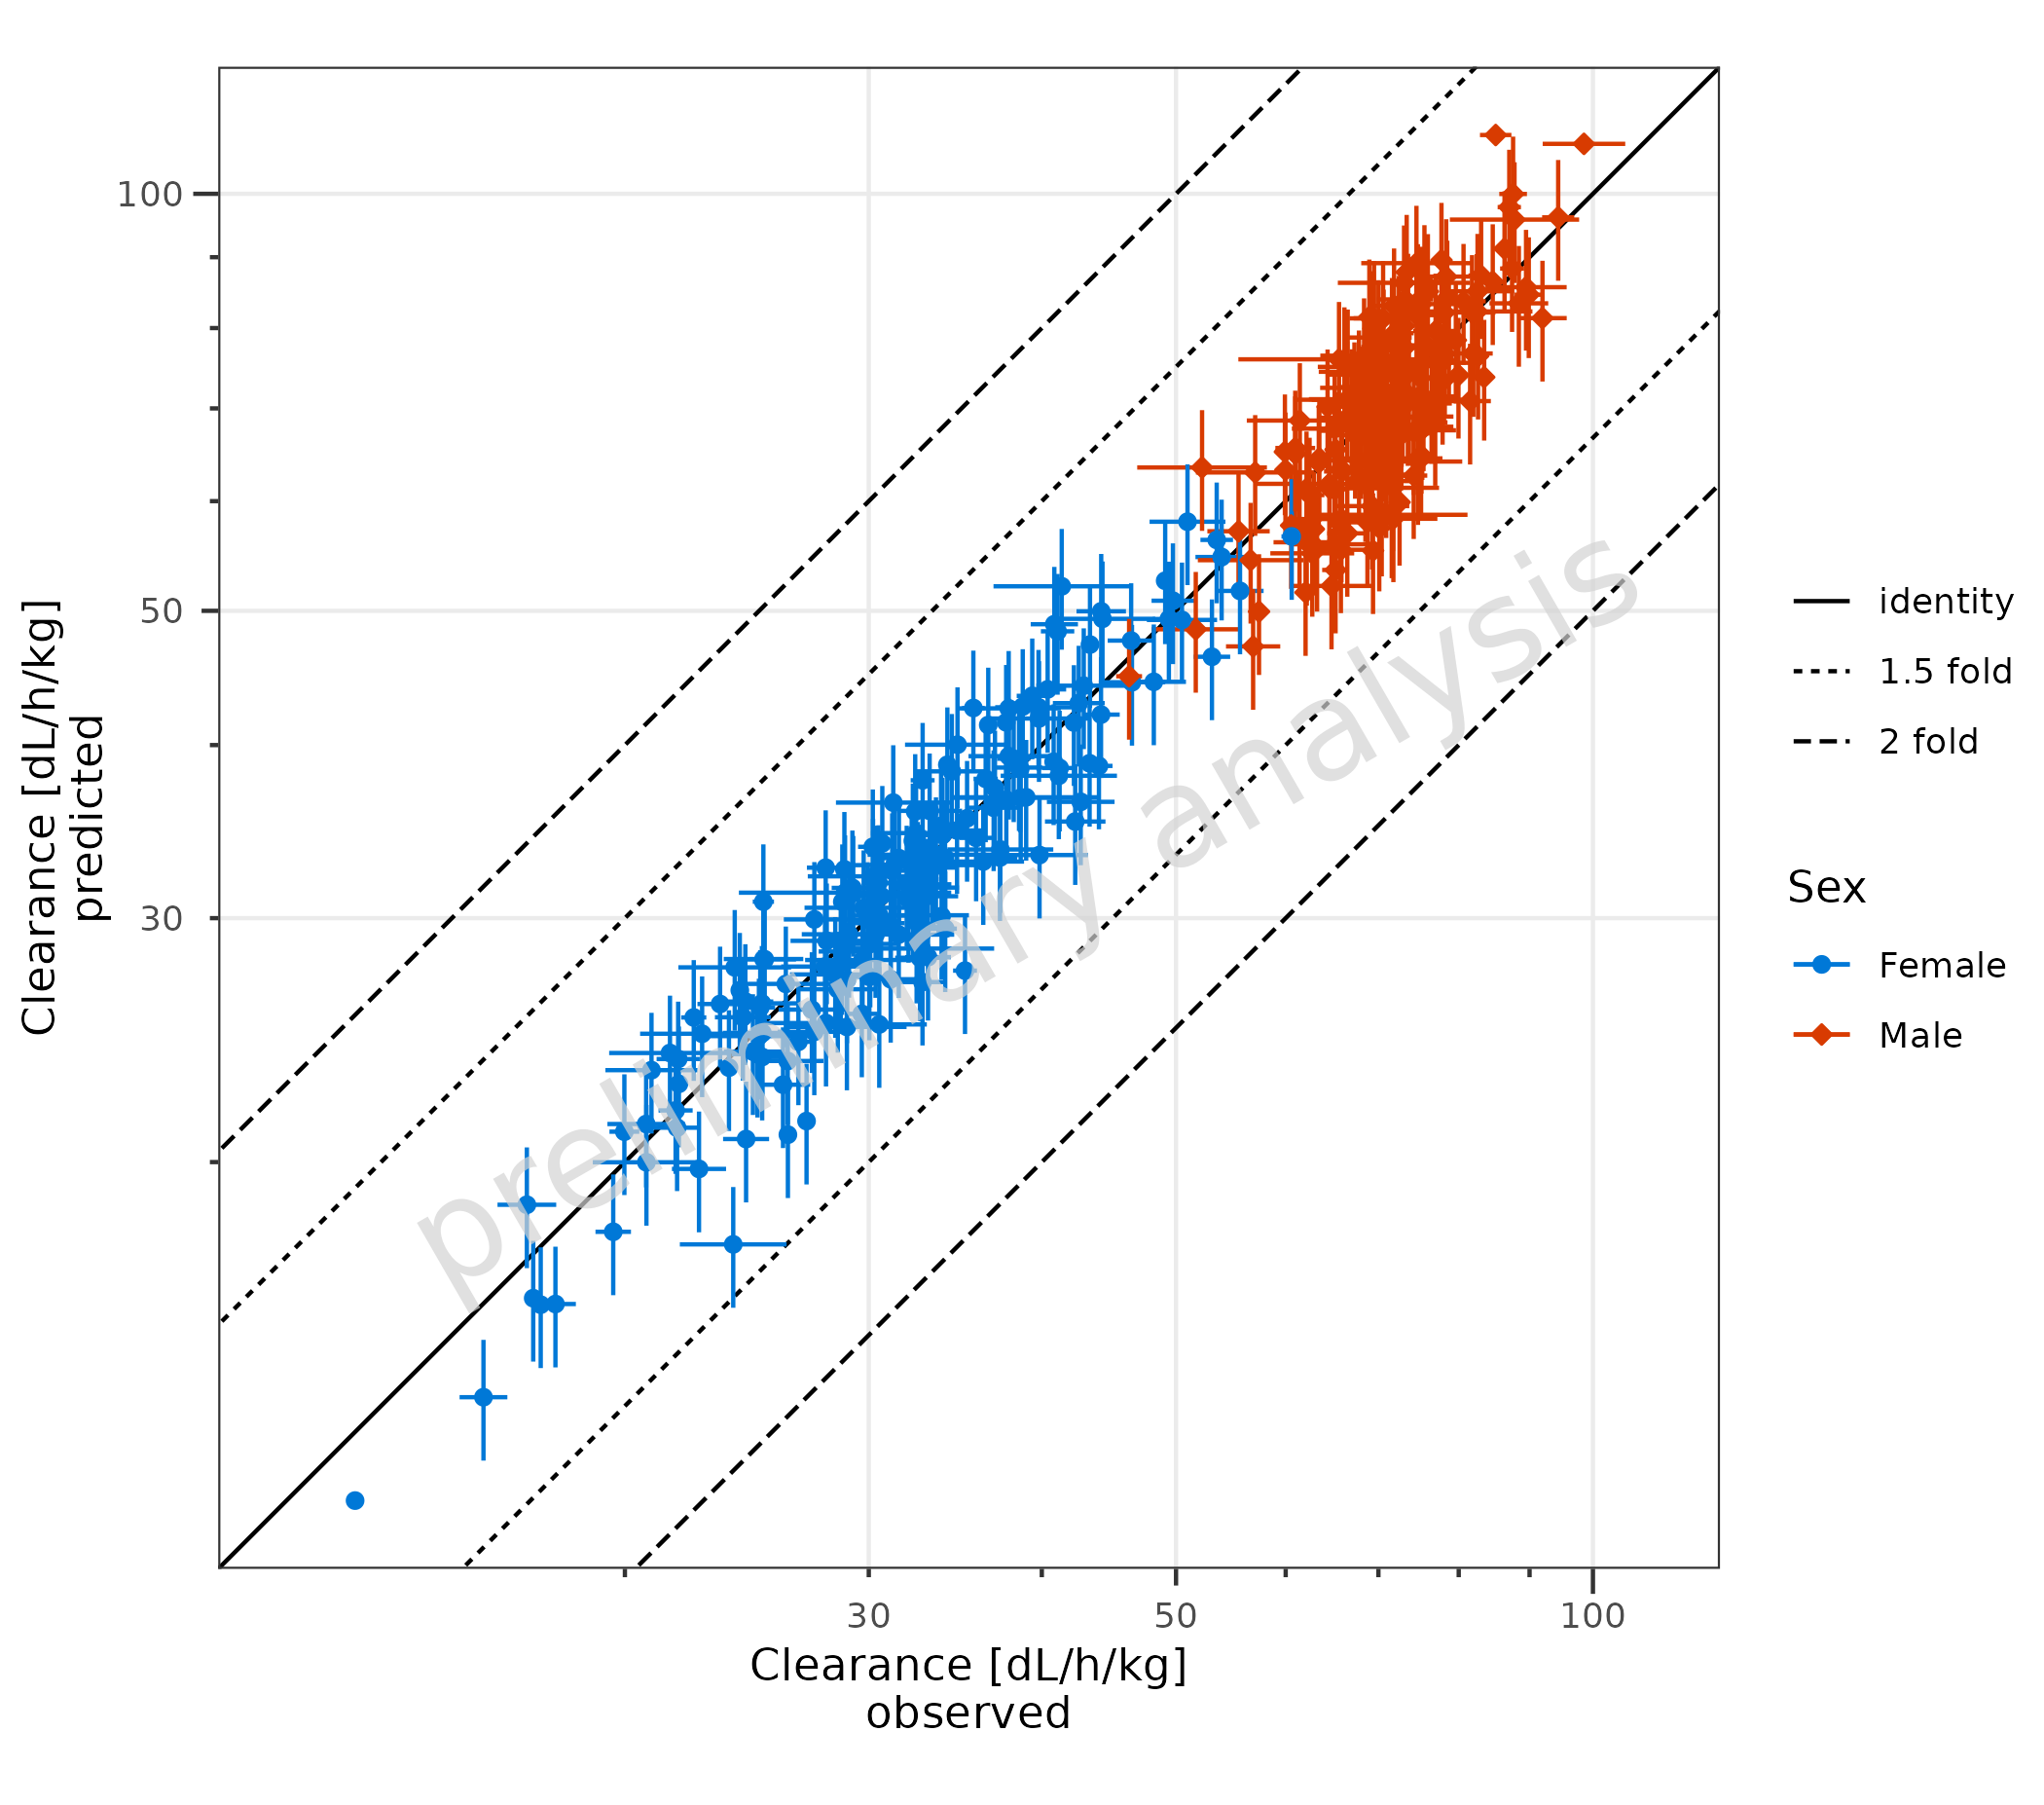 100
50
30
Clearance [dL/h/kg]
predicted
30
50
100
Clearance [dL/h/kg]
observed
identity
1.5 fold
2 fold
Sex
Female
Male
preliminary analysis